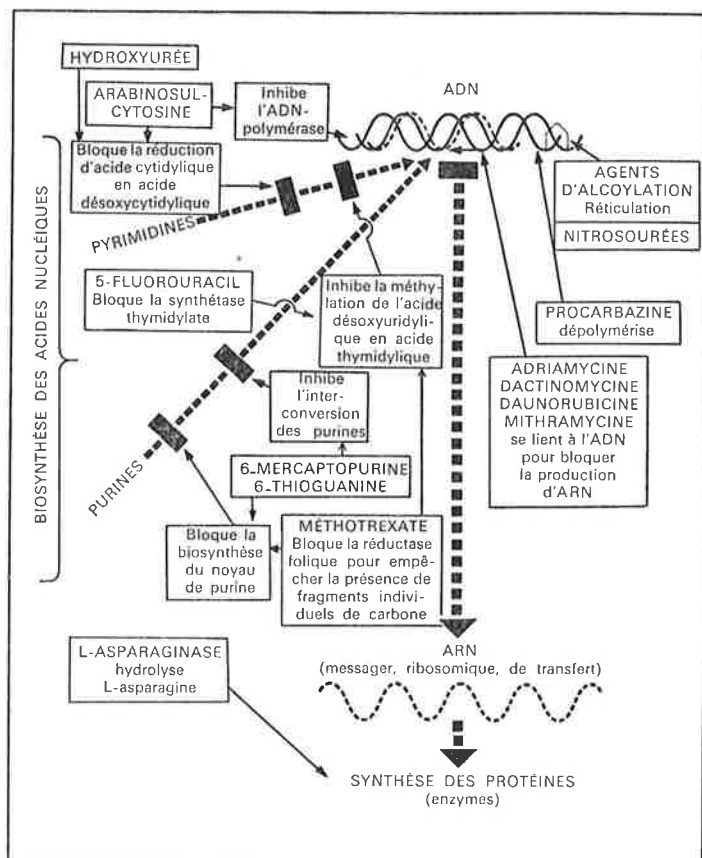 HYDROXYURÉE
ARABINOSUL-
CYTOSINE
Inhibe
l'ADN-
polymérase
ADN
Bloque la réduction
d'acide cytidylique
en acide
désoxycytidylique
AGENTS
D'ALCOYLATION
Réticulation
NITROSOURÉES
PYRIMIDINES
BIOSYNTHÈSE DES ACIDES NUCLÉIQUES
5-FLUOROURACIL
Bloque la synthétase
thymidylate
Inhibe la méthy-
lation de l'acide
désoxyuridyli-
que en acide
thymidylique
PROCARBAZINE
dépolymérise
ADRIAMYCINE
DACTINOMYCINE
DAUNORUBICINE
MITHRAMYCINE
se lient à l'ADN
pour bloquer
la production
d'ARN
Inhibe
l'inter-
conversion
des purines
PURINES
6-MERCAPTOPURINE
6-THIOGUANINE
Bloque la
biosynthèse
du noyau
de purine
MÉTHOTREXATE
Bloque la réductase
folique pour empê-
cher la présence de
fragments indivi-
duels de carbone
L-ASPARAGINASE
hydrolyse
L-asparagine
ARN
(messager, ribosomique, de transfert)
SYNTHÈSE DES PROTÉINES
(enzymes)